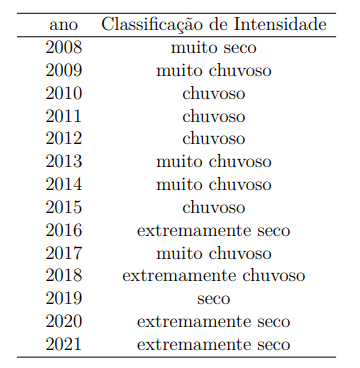 ano Classificação de Intensidade
2008 muito seco
2009 muito chuvoso
2010 chuvoso
2011 chuvoso
2012 chuvoso
2013 muito chuvoso
2014 muito chuvoso
2015 chuvoso
2016 extremamente seco
2017 muito chuvoso
2018 extremamente chuvoso
2019 seco
2020 extremamente seco
2021 extremamente seco